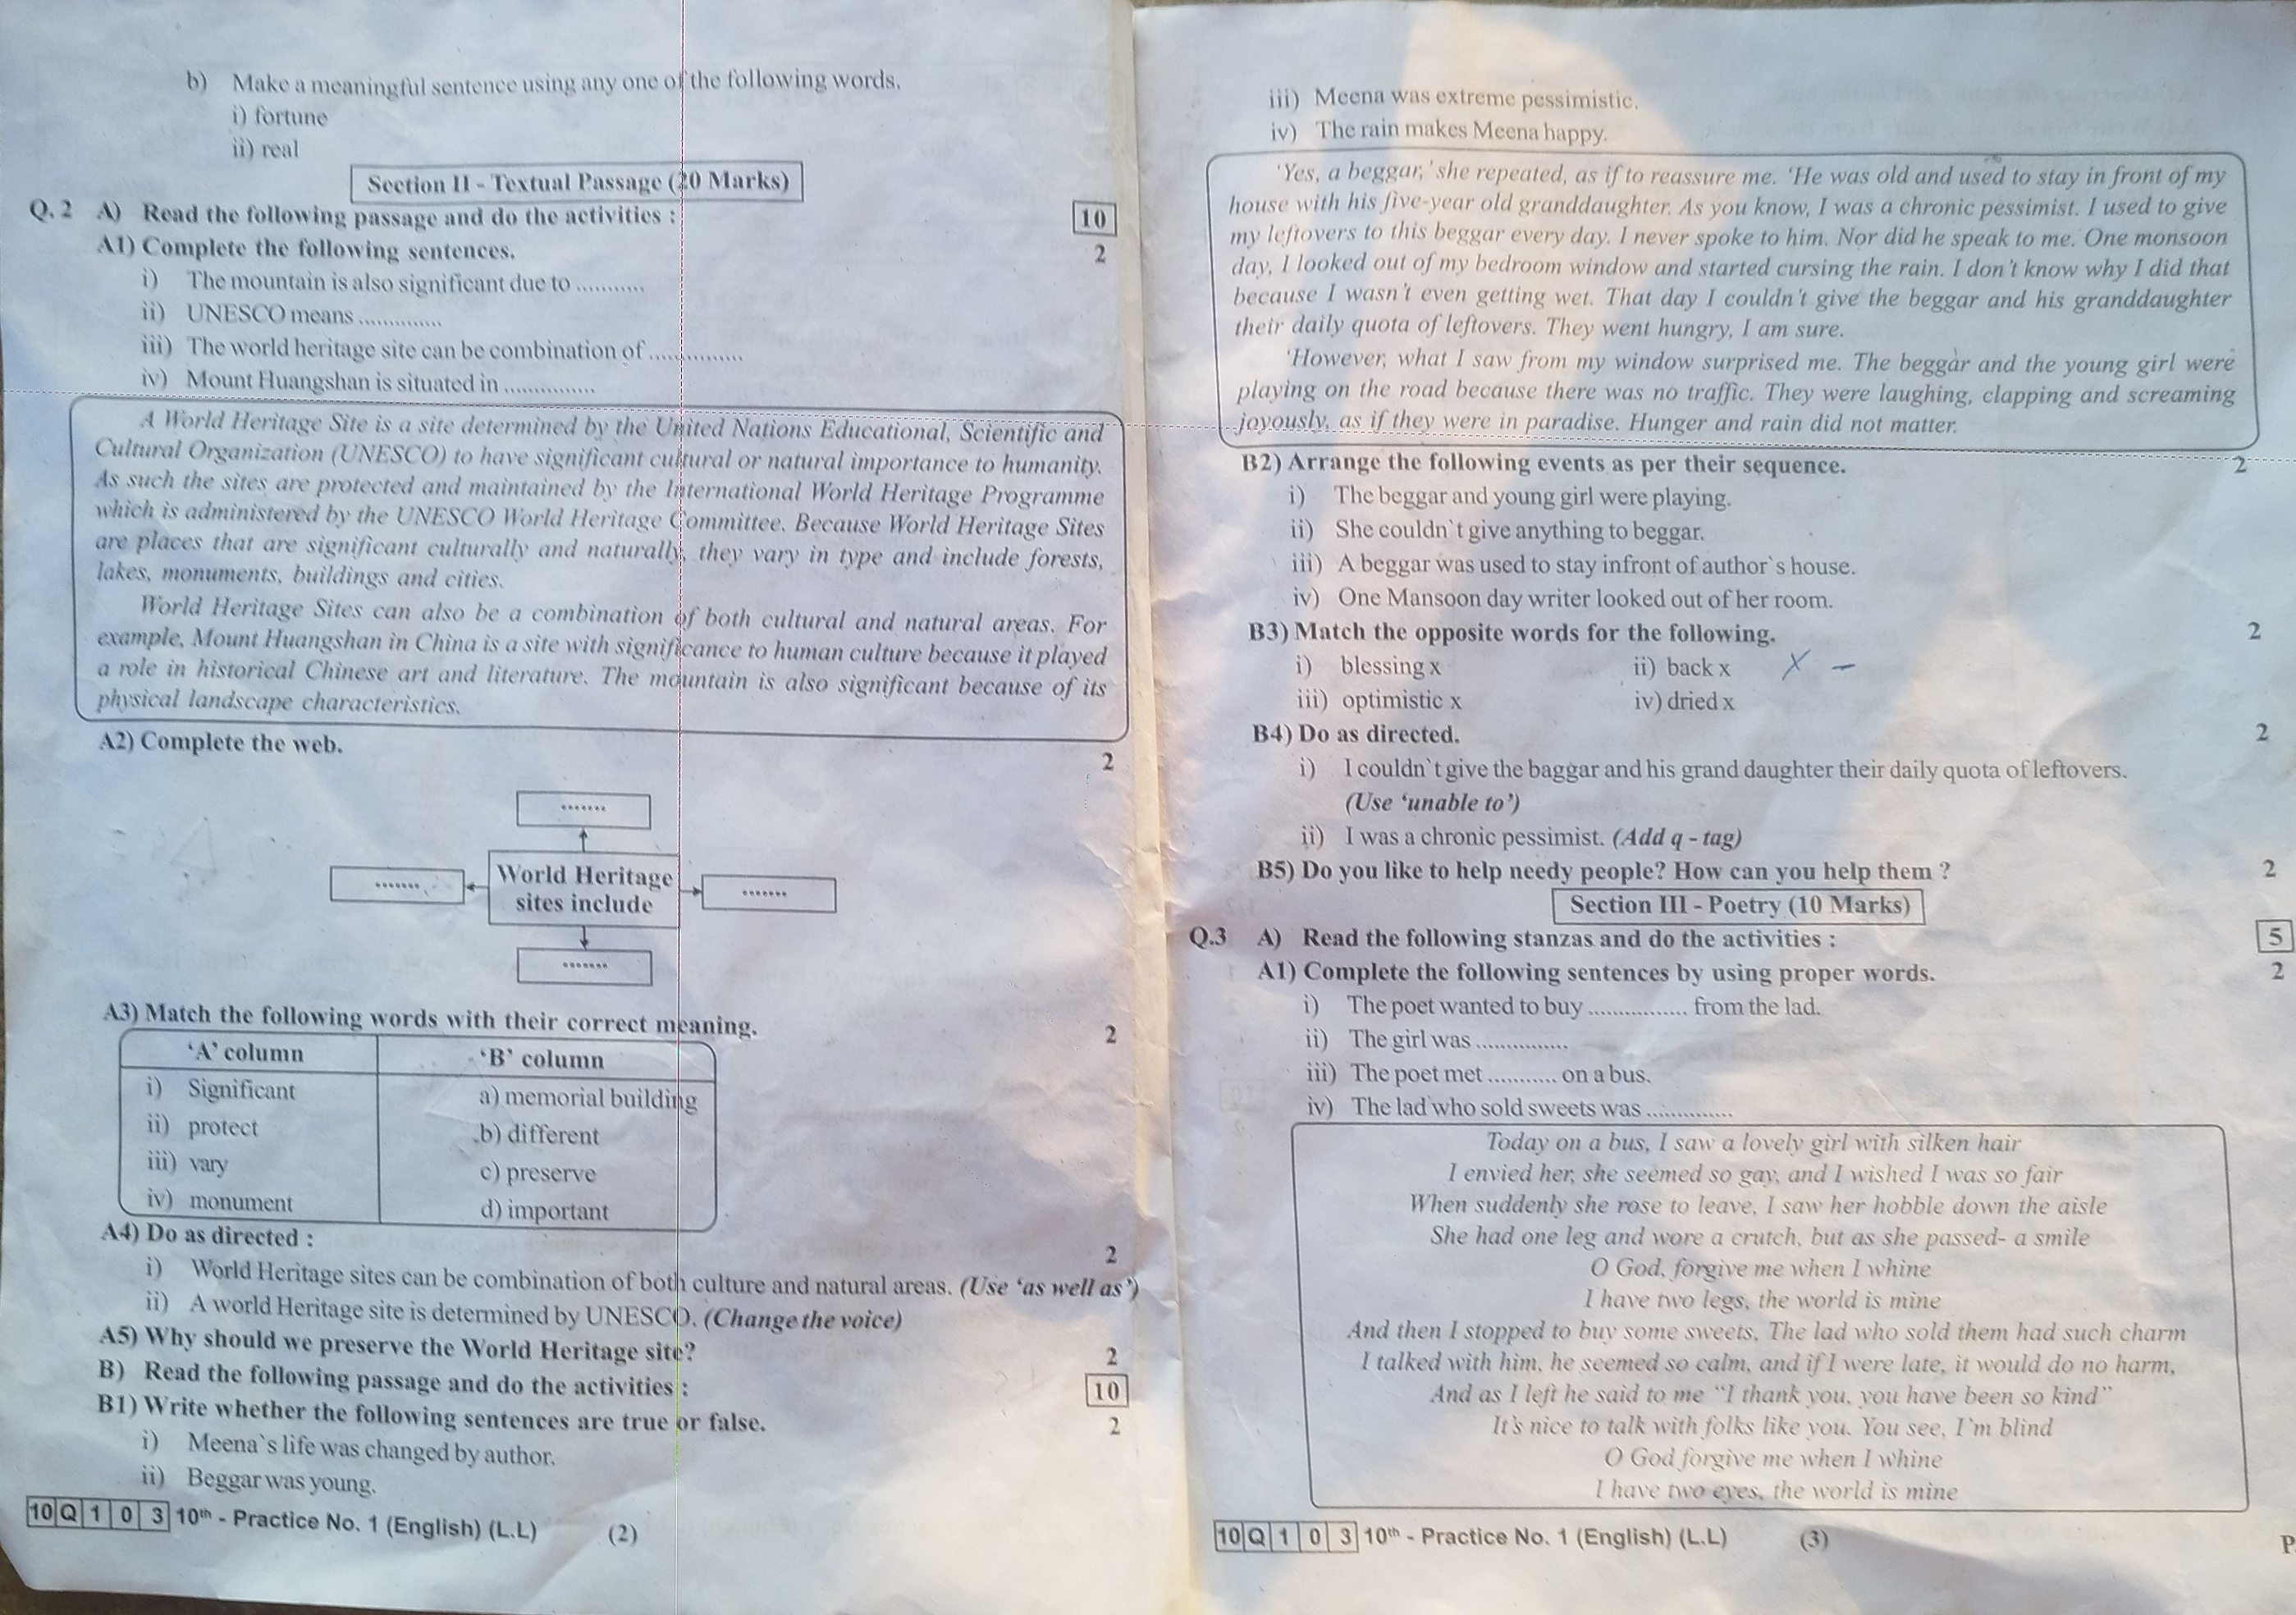 b) Make a meaningful sentence using any one of the following words.
i) fortune
ii) real
Section II - Textual Passage (20 Marks)
Q. 2 A) Read the following passage and do the activities : 10
A1) Complete the following sentences. 2
i) The mountain is also significant due to ...........
ii) UNESCO means .............
iii) The world heritage site can be combination of ...............
iv) Mount Huangshan is situated in ...............
A World Heritage Site is a site determined by the United Nations Educational, Scientific and
Cultural Organization (UNESCO) to have significant cultural or natural importance to humanity.
As such the sites are protected and maintained by the International World Heritage Programme
which is administered by the UNESCO World Heritage Committee. Because World Heritage Sites
are places that are significant culturally and naturally, they vary in type and include forests,
lakes, monuments, buildings and cities.
World Heritage Sites can also be a combination of both cultural and natural areas. For
example, Mount Huangshan in China is a site with significance to human culture because it played
a role in historical Chinese art and literature. The mountain is also significant because of its
physical landscape characteristics.
A2) Complete the web. 2
.......
....... World Heritage .......
sites include
.......
A3) Match the following words with their correct meaning. 2
‘A’ column ‘B’ column
i) Significant a) memorial building
ii) protect b) different
iii) vary c) preserve
iv) monument d) important
A4) Do as directed : 2
i) World Heritage sites can be combination of both culture and natural areas. (Use ‘as well as’)
ii) A world Heritage site is determined by UNESCO. (Change the voice)
A5) Why should we preserve the World Heritage site? 2
B) Read the following passage and do the activities : 10
B1) Write whether the following sentences are true or false. 2
i) Meena`s life was changed by author.
ii) Beggar was young.
10 Q 1 0 3 10th - Practice No. 1 (English) (L.L) (2)
iii) Meena was extreme pessimistic.
iv) The rain makes Meena happy.
‘Yes, a beggar,’ she repeated, as if to reassure me. ‘He was old and used to stay in front of my
house with his five-year old granddaughter. As you know, I was a chronic pessimist. I used to give
my leftovers to this beggar every day. I never spoke to him. Nor did he speak to me. One monsoon
day, I looked out of my bedroom window and started cursing the rain. I don’t know why I did that
because I wasn’t even getting wet. That day I couldn’t give the beggar and his granddaughter
their daily quota of leftovers. They went hungry, I am sure.
‘However, what I saw from my window surprised me. The beggar and the young girl were
playing on the road because there was no traffic. They were laughing, clapping and screaming
joyously, as if they were in paradise. Hunger and rain did not matter.
B2) Arrange the following events as per their sequence. 2
i) The beggar and young girl were playing.
ii) She couldn`t give anything to beggar.
iii) A beggar was used to stay infront of author`s house.
iv) One Mansoon day writer looked out of her room.
B3) Match the opposite words for the following. 2
i) blessing x ii) back x X -
iii) optimistic x iv) dried x
B4) Do as directed. 2
i) I couldn`t give the baggar and his grand daughter their daily quota of leftovers.
(Use ‘unable to’)
ii) I was a chronic pessimist. (Add q - tag)
B5) Do you like to help needy people? How can you help them ? 2
Section III - Poetry (10 Marks)
Q.3 A) Read the following stanzas and do the activities : 5
A1) Complete the following sentences by using proper words. 2
i) The poet wanted to buy ................ from the lad.
ii) The girl was ...............
iii) The poet met ........... on a bus.
iv) The lad who sold sweets was ..............
Today on a bus, I saw a lovely girl with silken hair
I envied her, she seemed so gay, and I wished I was so fair
When suddenly she rose to leave, I saw her hobble down the aisle
She had one leg and wore a crutch, but as she passed- a smile
O God, forgive me when I whine
I have two legs, the world is mine
And then I stopped to buy some sweets, The lad who sold them had such charm
I talked with him, he seemed so calm, and if I were late, it would do no harm,
And as I left he said to me “I thank you, you have been so kind”
It’s nice to talk with folks like you. You see, I’m blind
O God forgive me when I whine
I have two eyes, the world is mine
10 Q 1 0 3 10th - Practice No. 1 (English) (L.L) (3)